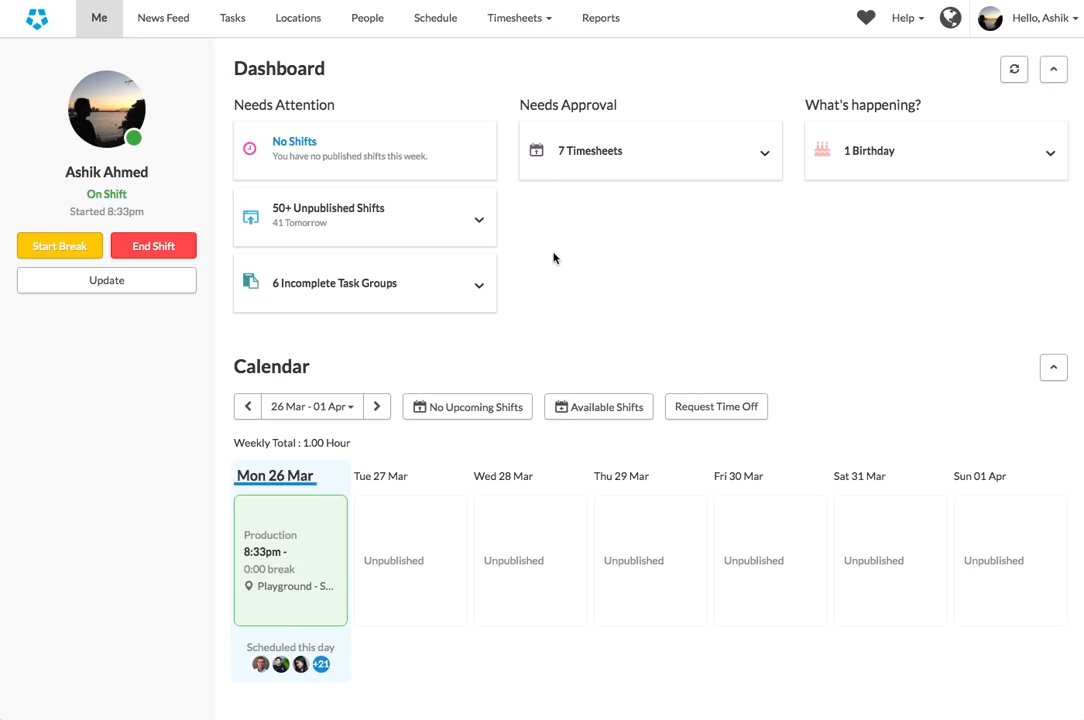 Me
News Feed
Tasks
Locations
People
Schedule
Timesheets
Reports
Help
Hello, Ashik
Ashik Ahmed
On Shift
Started 8:33pm
Start Break
End Shift
Update
Dashboard
Needs Attention
No Shifts
You have no published shifts this week.
50+ Unpublished Shifts
41 Tomorrow
6 Incomplete Task Groups
Needs Approval
7 Timesheets
What's happening?
1 Birthday
Calendar
26 Mar - 01 Apr
No Upcoming Shifts
Available Shifts
Request Time Off
Weekly Total : 1.00 Hour
Mon 26 Mar
Tue 27 Mar
Wed 28 Mar
Thu 29 Mar
Fri 30 Mar
Sat 31 Mar
Sun 01 Apr
Production
8:33pm -
0:00 break
Playground - S...
Unpublished
Unpublished
Unpublished
Unpublished
Unpublished
Unpublished
Scheduled this day
+21